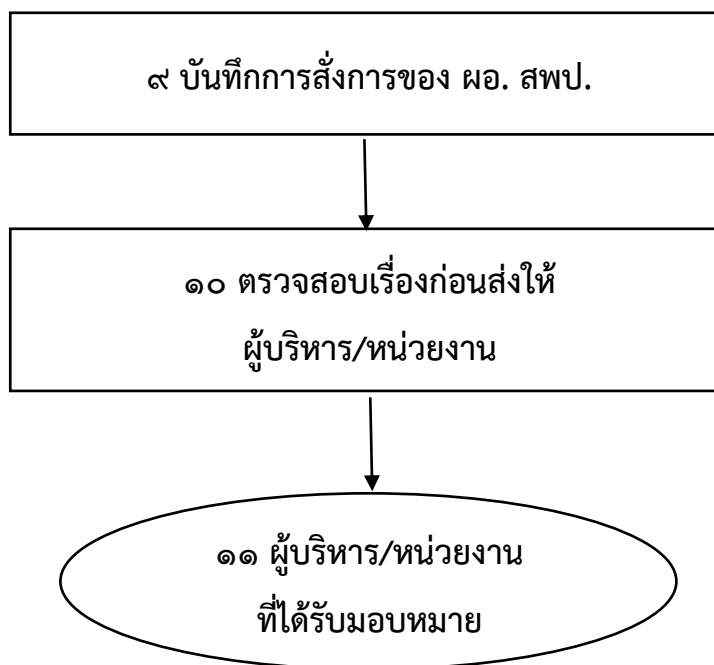 ๙ บันทึกการสั่งการของ ผอ. สพป.
๑๐ ตรวจสอบเรื่องก่อนส่งให้
ผู้บริหาร/หน่วยงาน
๑๑ ผู้บริหาร/หน่วยงาน
ที่ได้รับมอบหมาย